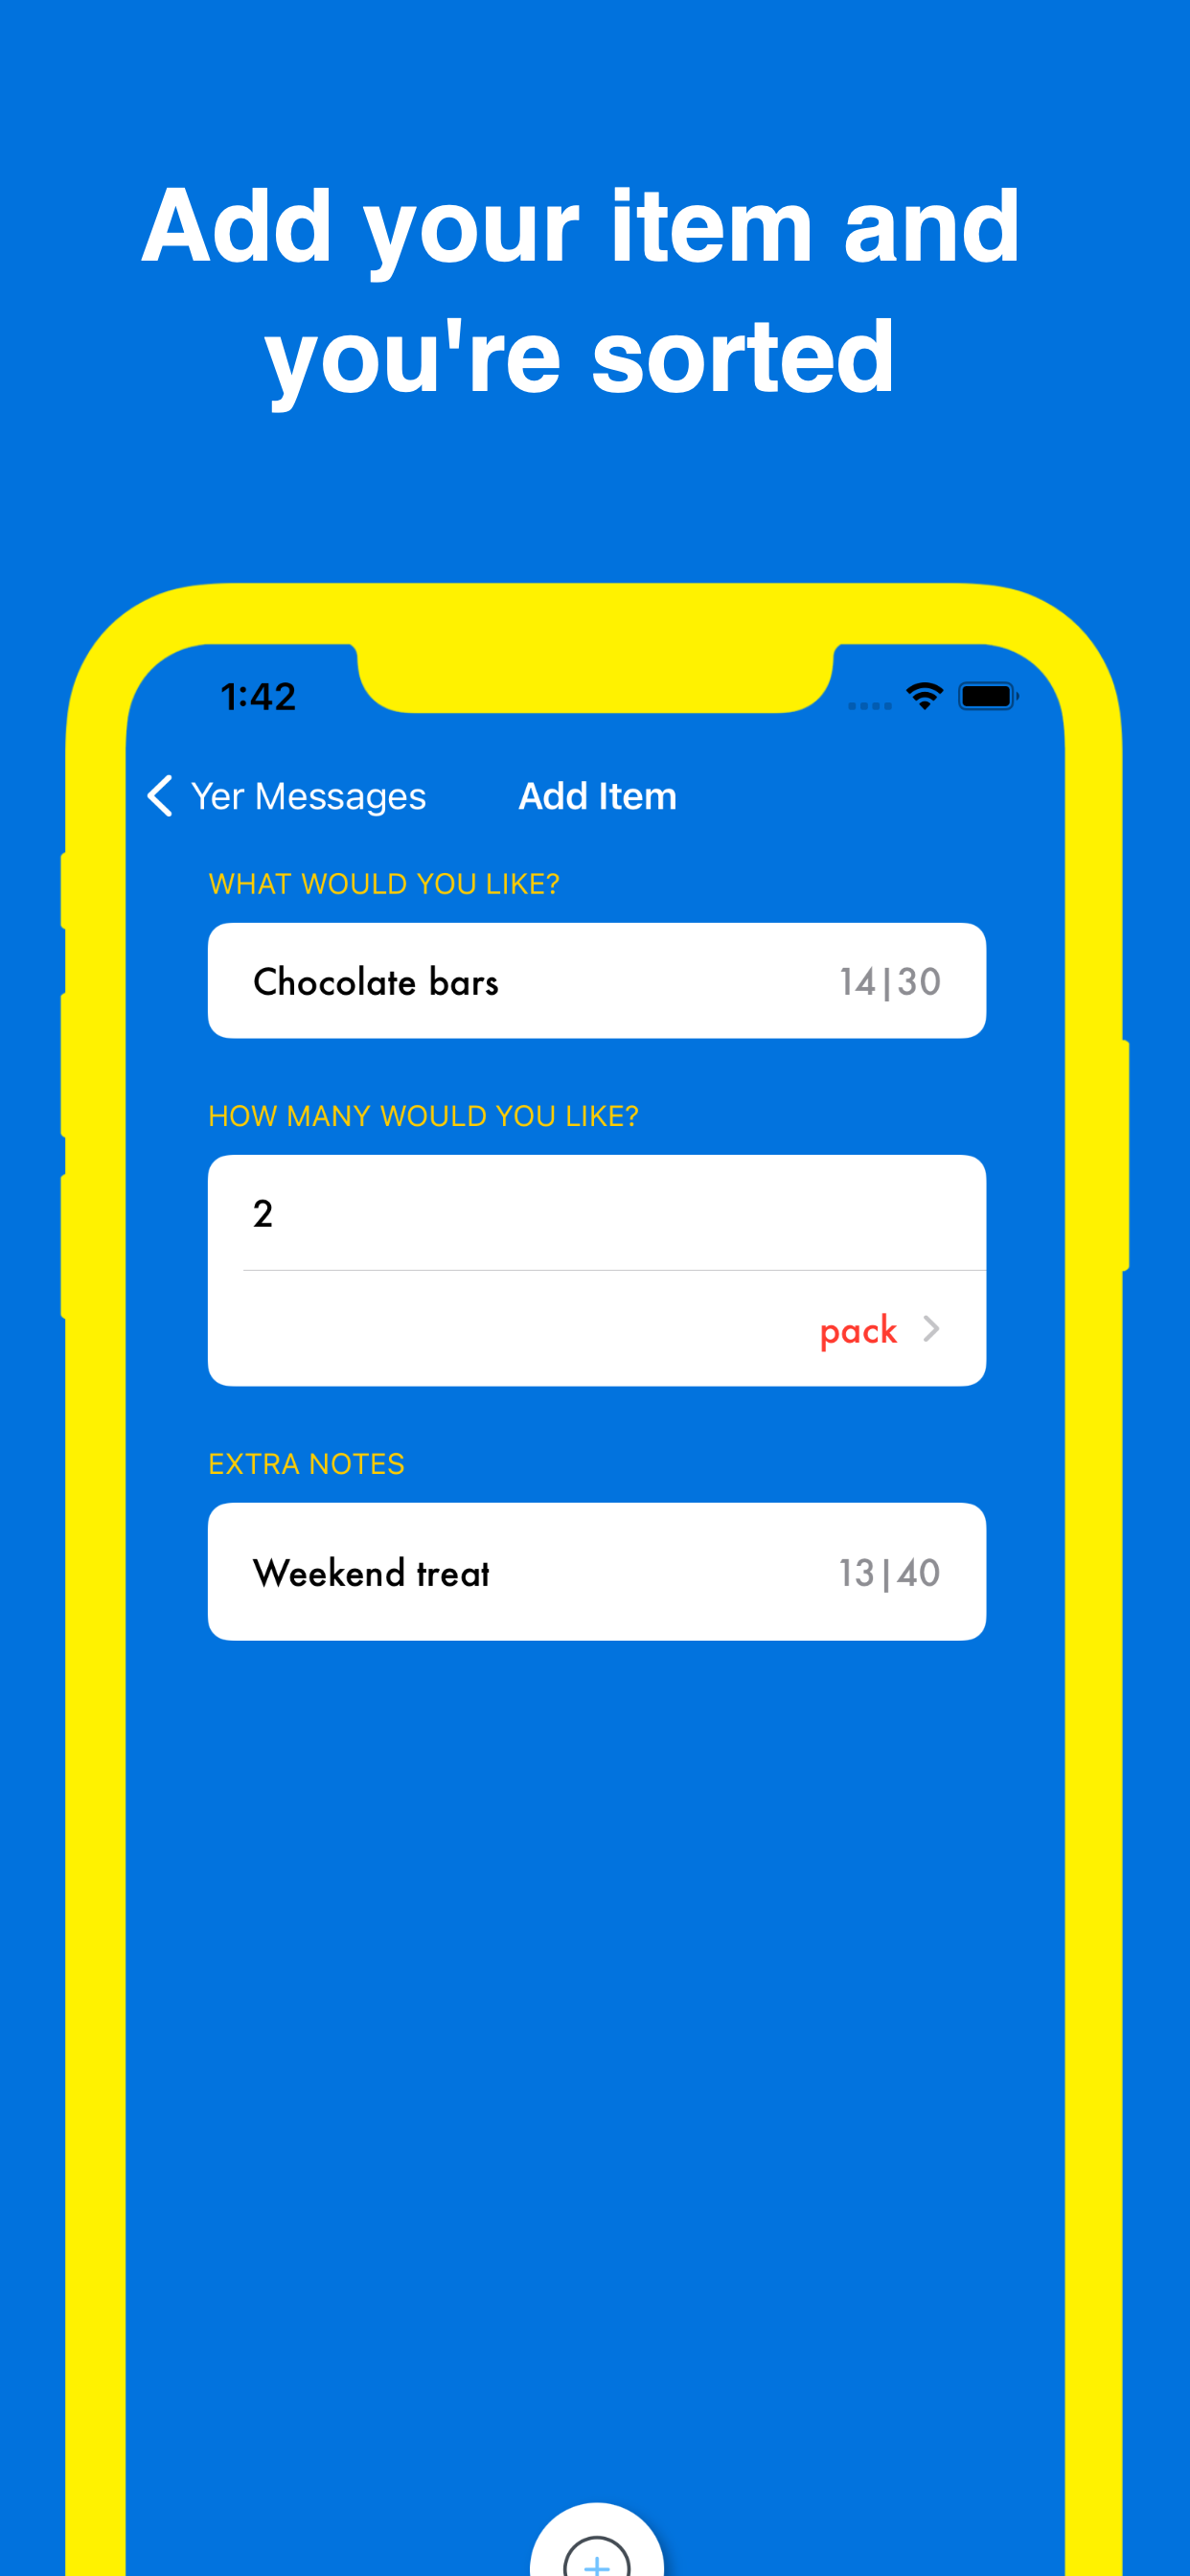 Add your item and
you're sorted
1:42
Yer Messages Add Item
WHAT WOULD YOU LIKE?
Chocolate bars 14|30
HOW MANY WOULD YOU LIKE?
2
pack
EXTRA NOTES
Weekend treat 13|40